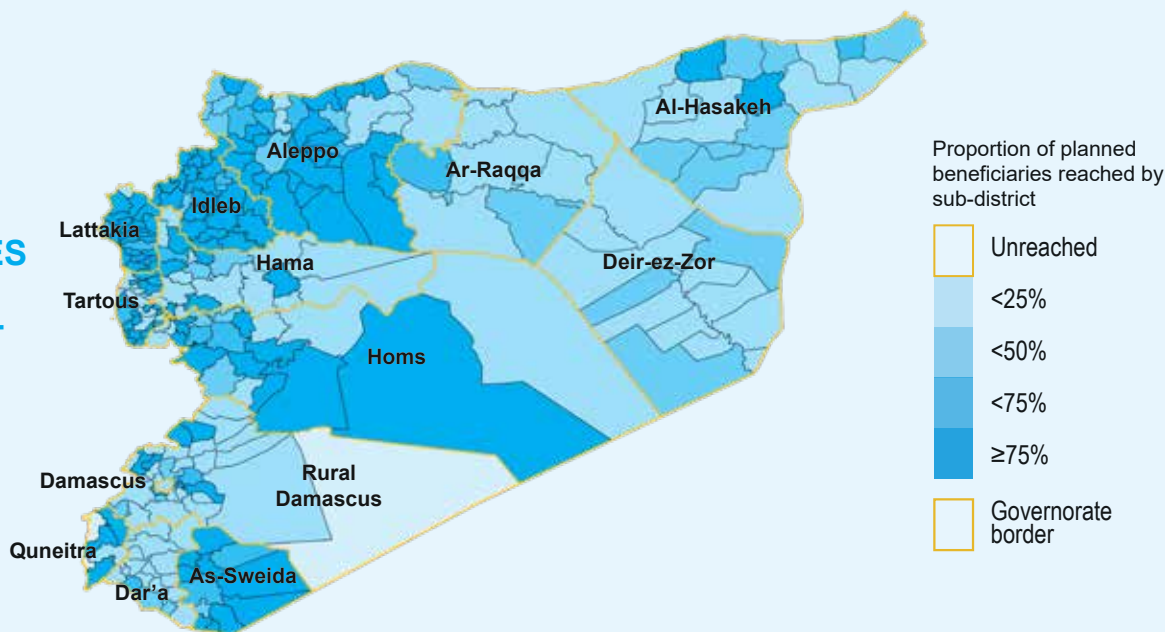 Al-Hasakeh
Aleppo
Ar-Raqqa
Idleb
Lattakia
ES
Hama
Deir-ez-Zor
Tartous
Homs
Rural
Damascus
Damascus
Quneitra
As-Sweida
Dar'a
Proportion of planned
beneficiaries reached by
sub-district
Unreached
<25%
<50%
<75%
≥75%
Governorate
border